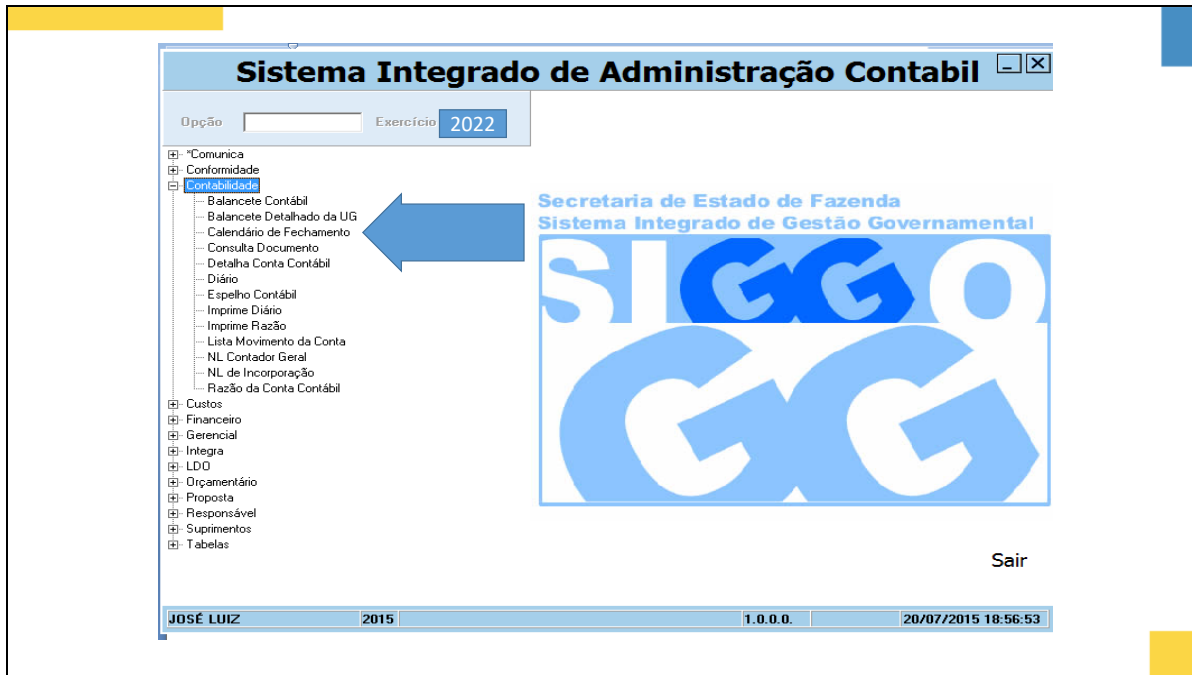 Sistema Integrado de Administração Contabil
Opção Exercício 2022
*Comunica
Conformidade
Contabilidade
Balancete Contábil
Balancete Detalhado da UG
Calendário de Fechamento
Consulta Documento
Detalha Conta Contábil
Diário
Espelho Contábil
Imprime Diário
Imprime Razão
Lista Movimento da Conta
NL Contador Geral
NL de Incorporação
Razão da Conta Contábil
Custos
Financeiro
Gerencial
Integra
LDO
Orçamentário
Proposta
Responsável
Suprimentos
Tabelas
Secretaria de Estado de Fazenda
Sistema Integrado de Gestão Governamental
SIGGO
GG
Sair
JOSÉ LUIZ 2015 1.0.0.0. 20/07/2015 18:56:53